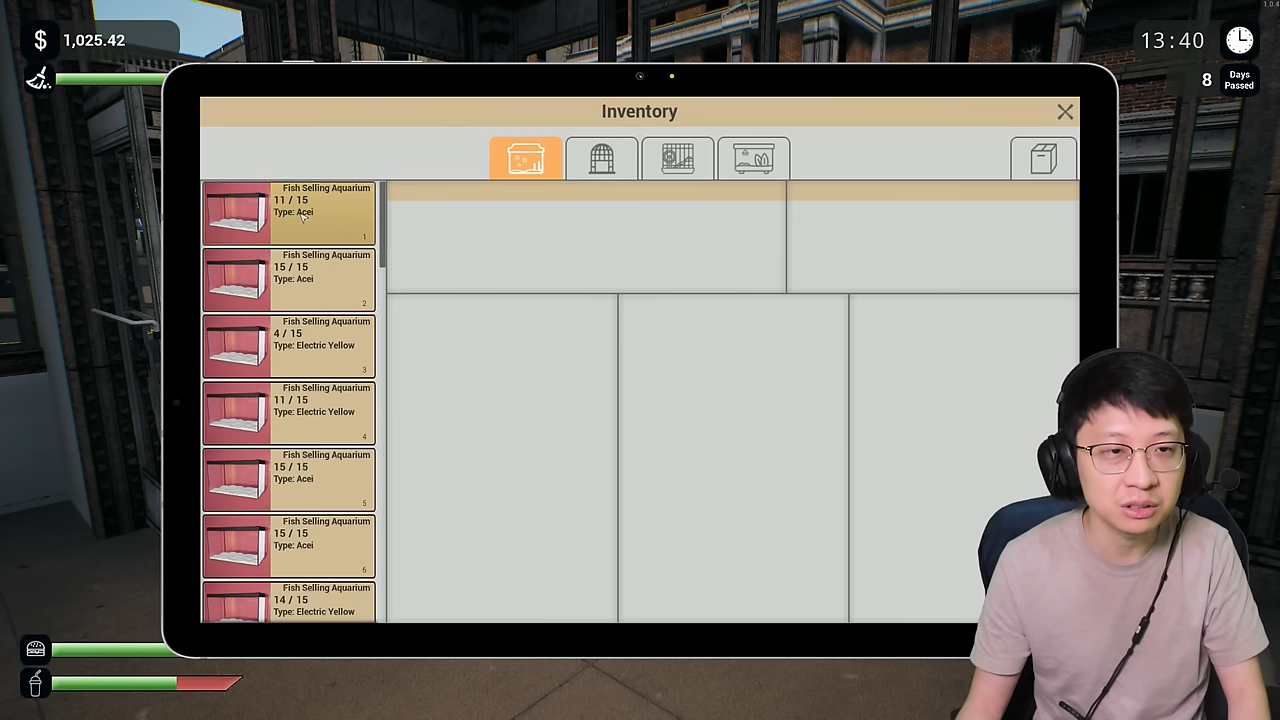 1.0.4
$ 1,025.42
13:40
8 Days
Passed
Inventory
Fish Selling Aquarium
11 / 15
Type: Acei
1
Fish Selling Aquarium
15 / 15
Type: Acei
2
Fish Selling Aquarium
4 / 15
Type: Electric Yellow
3
Fish Selling Aquarium
11 / 15
Type: Electric Yellow
4
Fish Selling Aquarium
15 / 15
Type: Acei
5
Fish Selling Aquarium
15 / 15
Type: Acei
6
Fish Selling Aquarium
14 / 15
Type: Electric Yellow